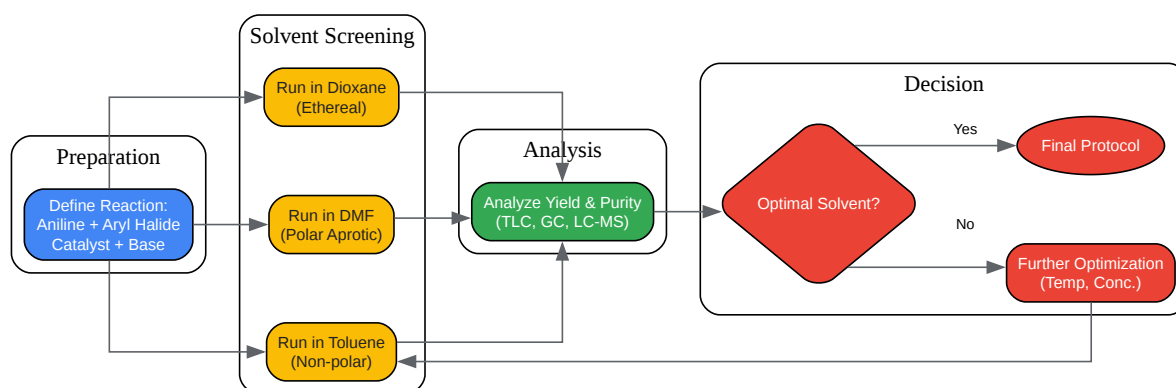 Preparation
Define Reaction:
Aniline + Aryl Halide
Catalyst + Base
Solvent Screening
Run in Dioxane
(Ethereal)
Run in DMF
(Polar Aprotic)
Run in Toluene
(Non-polar)
Analysis
Analyze Yield & Purity
(TLC, GC, LC-MS)
Decision
Optimal Solvent?
Yes
Final Protocol
No
Further Optimization
(Temp, Conc.)